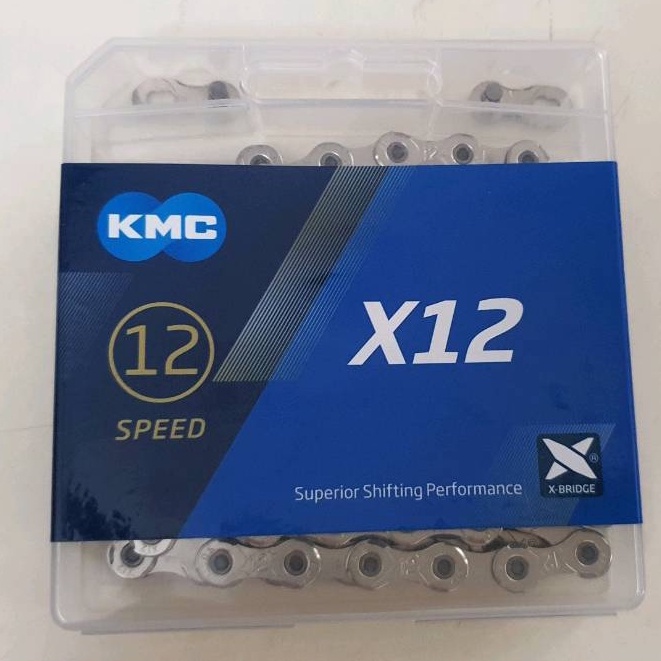 KMC
12
SPEED
X12
Superior Shifting Performance
®
X-BRIDGE